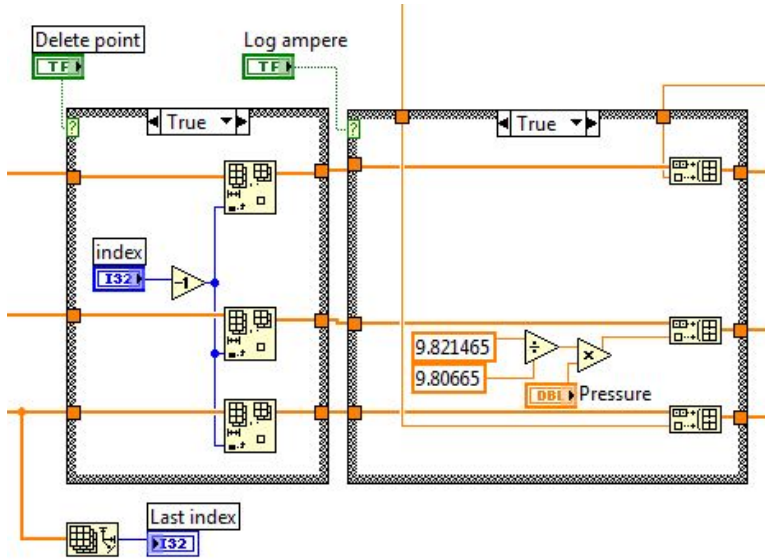 Delete point
TF
Log ampere
TF
?
True
?
True
index
I32
-1
9.821465
÷
x
9.80665
DBL
Pressure
Last index
I32